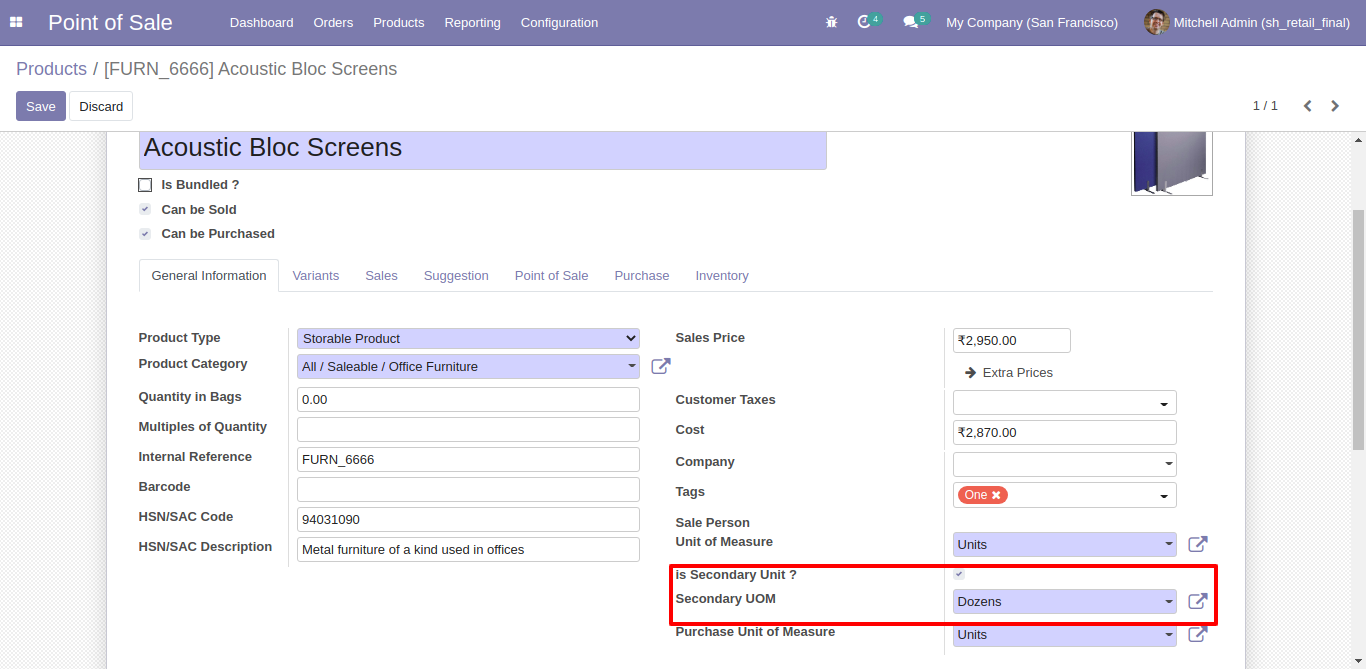 Point of Sale Dashboard Orders Products Reporting Configuration 4 5 My Company (San Francisco) Mitchell Admin (sh_retail_final)
Products / [FURN_6666] Acoustic Bloc Screens
Save Discard 1 / 1
Acoustic Bloc Screens
Is Bundled ?
Can be Sold
Can be Purchased
General Information Variants Sales Suggestion Point of Sale Purchase Inventory
Product Type Storable Product
Product Category All / Saleable / Office Furniture
Quantity in Bags 0.00
Multiples of Quantity
Internal Reference FURN_6666
Barcode
HSN/SAC Code 94031090
HSN/SAC Description Metal furniture of a kind used in offices
Sales Price ₹2,950.00
Extra Prices
Customer Taxes
Cost ₹2,870.00
Company
Tags One
Sale Person
Unit of Measure Units
is Secondary Unit ?
Secondary UOM Dozens
Purchase Unit of Measure Units